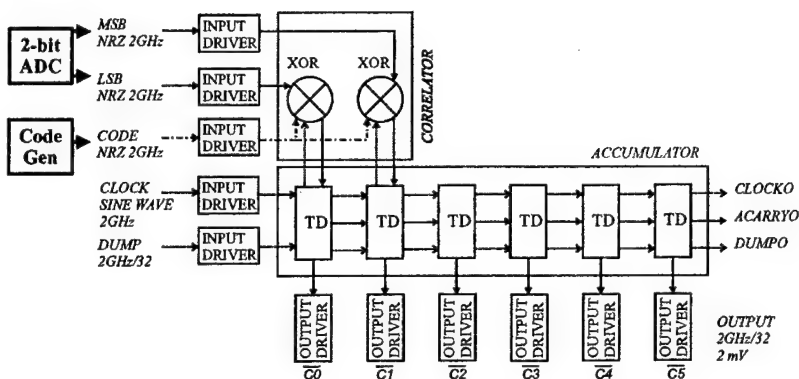 2-bit
ADC
MSB
NRZ 2GHz
INPUT
DRIVER
LSB
NRZ 2GHz
INPUT
DRIVER
Code
Gen
CODE
NRZ 2GHz
INPUT
DRIVER
XOR
XOR
CORRELATOR
ACCUMULATOR
CLOCK
SINE WAVE
2GHz
INPUT
DRIVER
DUMP
2GHz/32
INPUT
DRIVER
TD
TD
TD
TD
TD
TD
CLOCKO
ACARRYO
DUMPO
OUTPUT
DRIVER
OUTPUT
DRIVER
OUTPUT
DRIVER
OUTPUT
DRIVER
OUTPUT
DRIVER
OUTPUT
DRIVER
C0
C1
C2
C3
C4
C5
OUTPUT
2GHz/32
2 mV